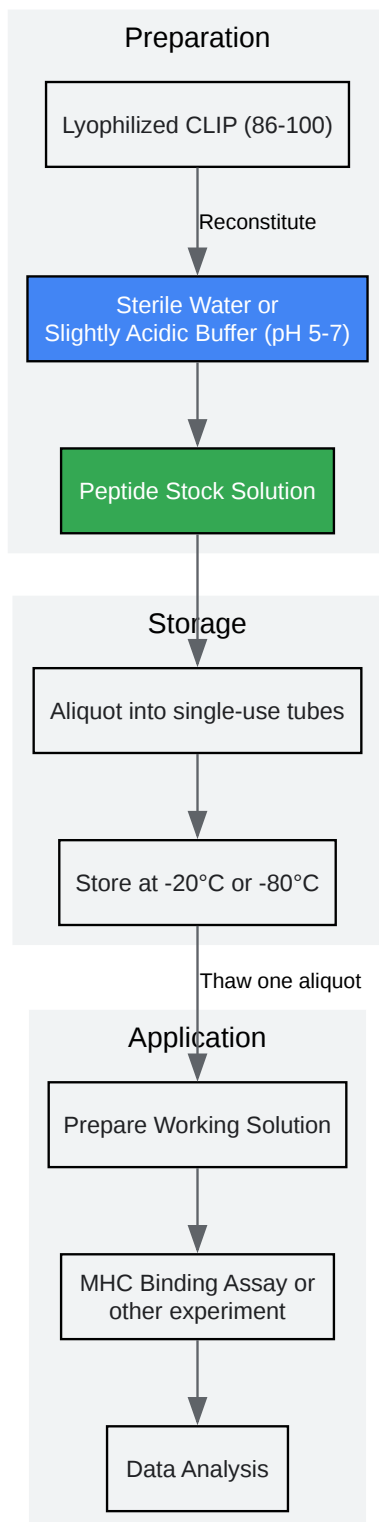 Preparation
Lyophilized CLIP (86-100)
Reconstitute
Sterile Water or
Slightly Acidic Buffer (pH 5-7)
Peptide Stock Solution
Storage
Aliquot into single-use tubes
Store at -20°C or -80°C
Thaw one aliquot
Application
Prepare Working Solution
MHC Binding Assay or
other experiment
Data Analysis